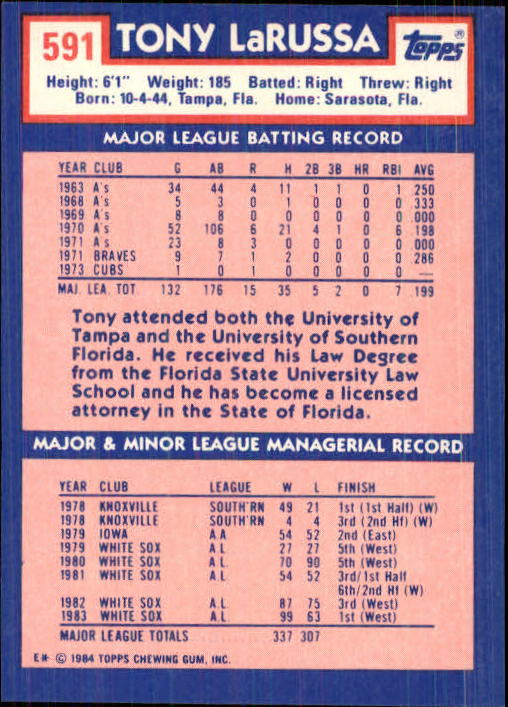 591 TONY LaRUSSA Topps®
Height: 6'1" Weight: 185 Batted: Right Threw: Right
Born: 10-4-44, Tampa, Fla. Home: Sarasota, Fla.
MAJOR LEAGUE BATTING RECORD
YEAR CLUB G AB R H 2B 3B HR RBI AVG
1963 A's 34 44 4 11 1 1 0 1 .250
1968 A's 5 3 0 1 0 0 0 0 .333
1969 A's 8 8 0 0 0 0 0 0 .000
1970 A's 52 106 6 21 4 1 0 6 .198
1971 A's 23 8 3 0 0 0 0 0 .000
1971 BRAVES 9 7 1 2 0 0 0 0 .286
1973 CUBS 1 0 1 0 0 0 0 0 —
MAJ. LEA. TOT. 132 176 15 35 5 2 0 7 .199
Tony attended both the University of
Tampa and the University of Southern
Florida. He received his Law Degree
from the Florida State University Law
School and he has become a licensed
attorney in the State of Florida.
MAJOR & MINOR LEAGUE MANAGERIAL RECORD
YEAR CLUB LEAGUE W L FINISH
1978 KNOXVILLE SOUTH'RN 49 21 1st (1st Half) (W)
1978 KNOXVILLE SOUTH'RN 4 4 3rd (2nd Hf) (W)
1979 IOWA A A 54 52 2nd (East)
1979 WHITE SOX A.L. 27 27 5th (West)
1980 WHITE SOX A.L. 70 90 5th (West)
1981 WHITE SOX A.L. 54 52 3rd/1st Half
6th/2nd Hf (W)
1982 WHITE SOX A.L. 87 75 3rd (West)
1983 WHITE SOX A.L. 99 63 1st (West)
MAJOR LEAGUE TOTALS ............ 337 307
E* © 1984 TOPPS CHEWING GUM, INC.